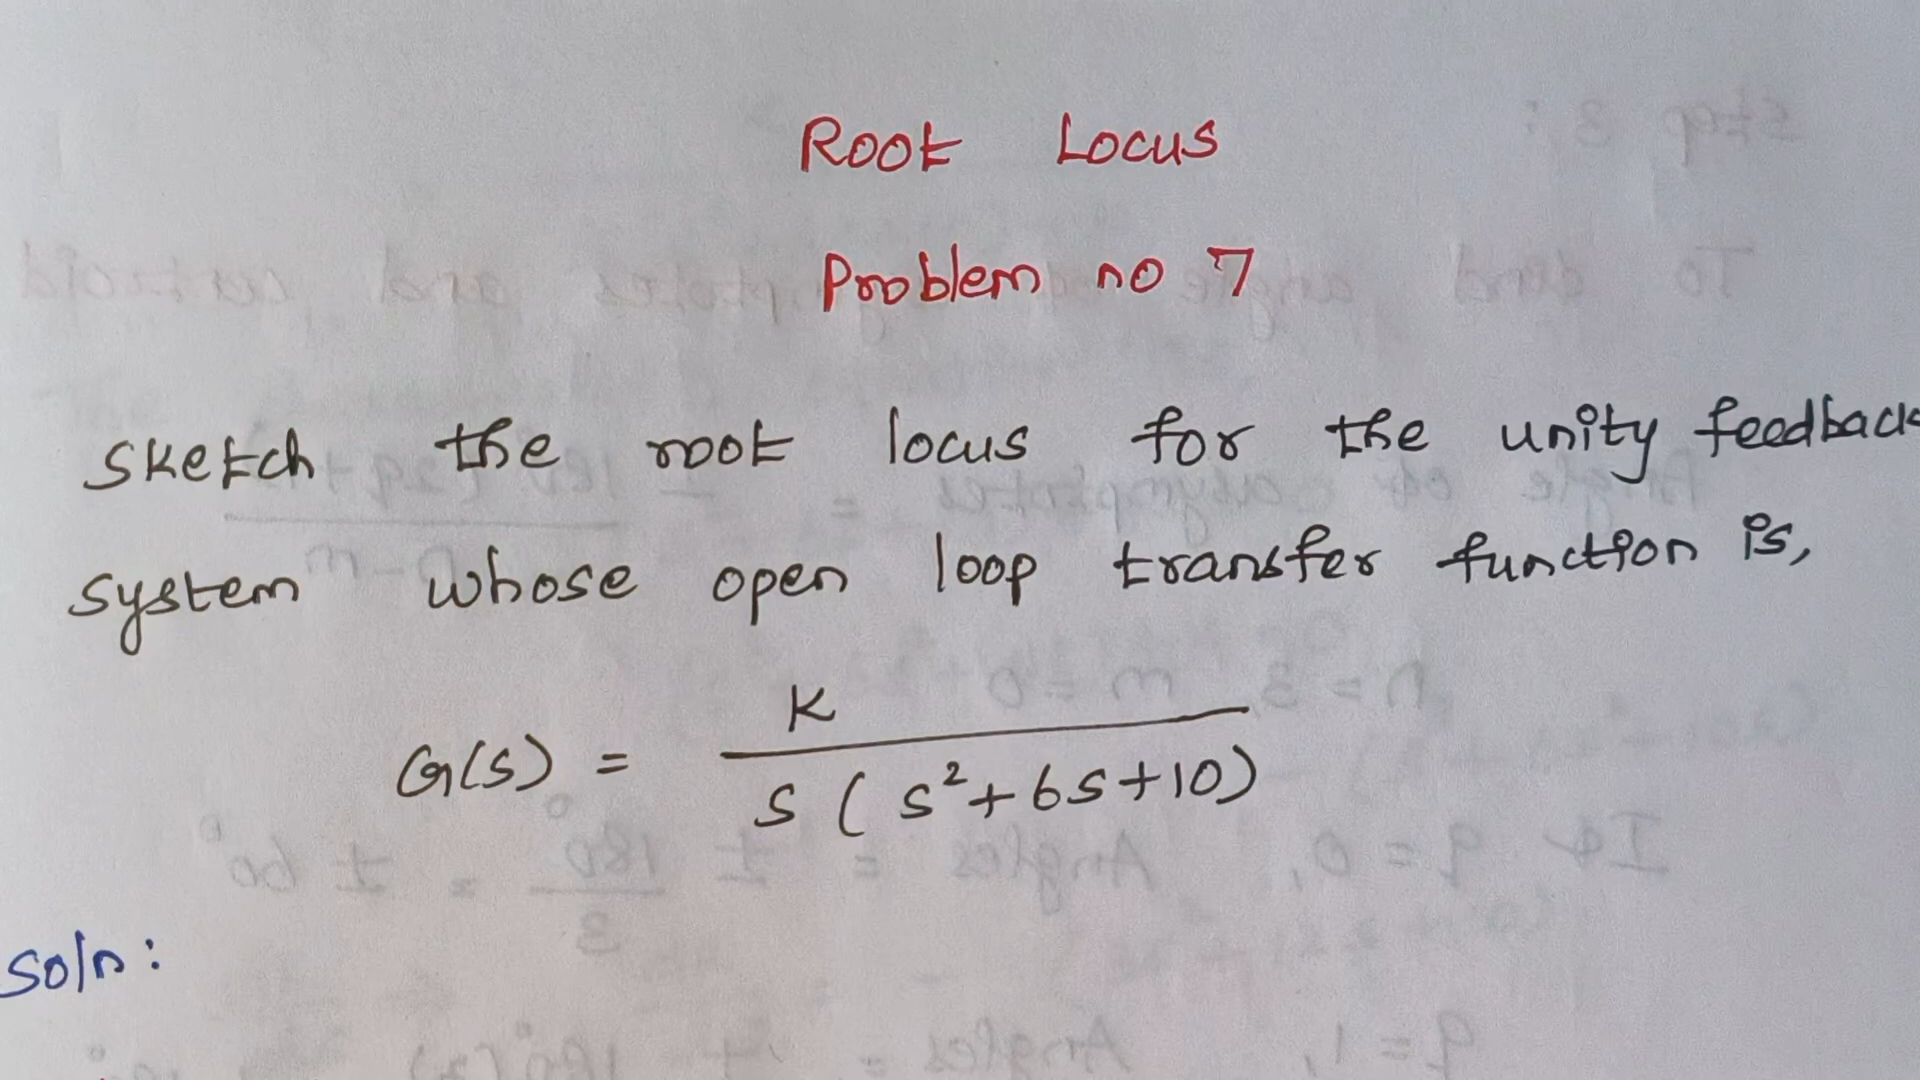 Root Locus
Problem no 7
Sketch the root locus for the unity feedback
system whose open loop transfer function is,
K
G(s) =
s ( s²+6s+10)
Soln: